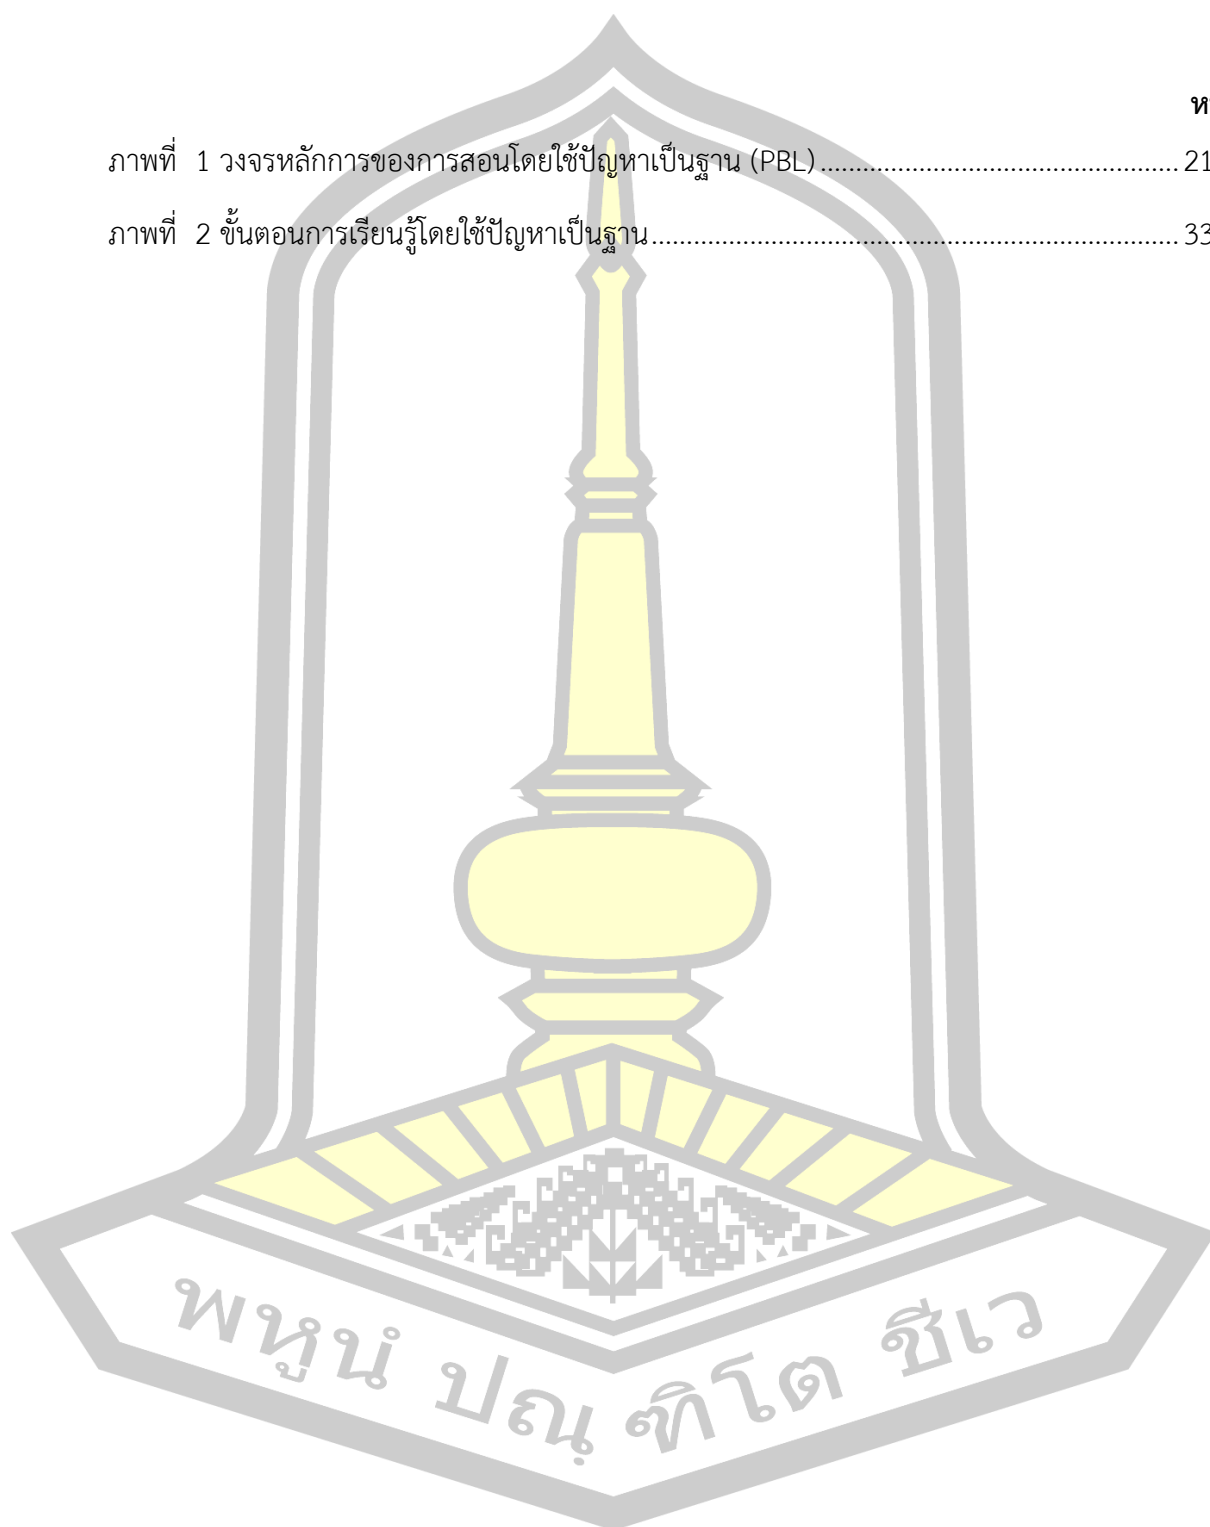 ภาพที่ 1 วงจรหลักการของการสอนโดยใช้ปัญหาเป็นฐาน (PBL) ........................................ 21
ภาพที่ 2 ขั้นตอนการเรียนรู้โดยใช้ปัญหาเป็นฐาน ........................................ 33
พหูนํ ปณฺฑิโต ชีเว